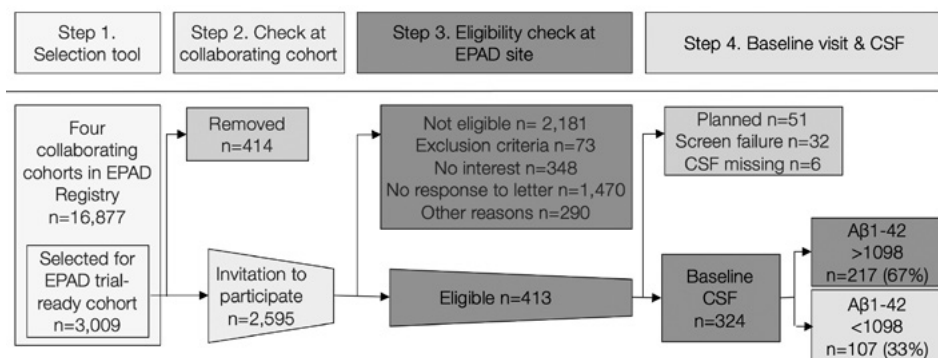 Step 1.
Selection tool
Step 2. Check at
collaborating cohort
Step 3. Eligibility check at
EPAD site
Step 4. Baseline visit & CSF
Four
collaborating
cohorts in EPAD
Registry
n=16,877
Selected for
EPAD trial-
ready cohort
n=3,009
Removed
n=414
Invitation to
participate
n=2,595
Not eligible n= 2,181
Exclusion criteria n=73
No interest n=348
No response to letter n=1,470
Other reasons n=290
Eligible n=413
Planned n=51
Screen failure n=32
CSF missing n=6
Baseline
CSF
n=324
Aβ1-42
>1098
n=217 (67%)
Aβ1-42
<1098
n=107 (33%)